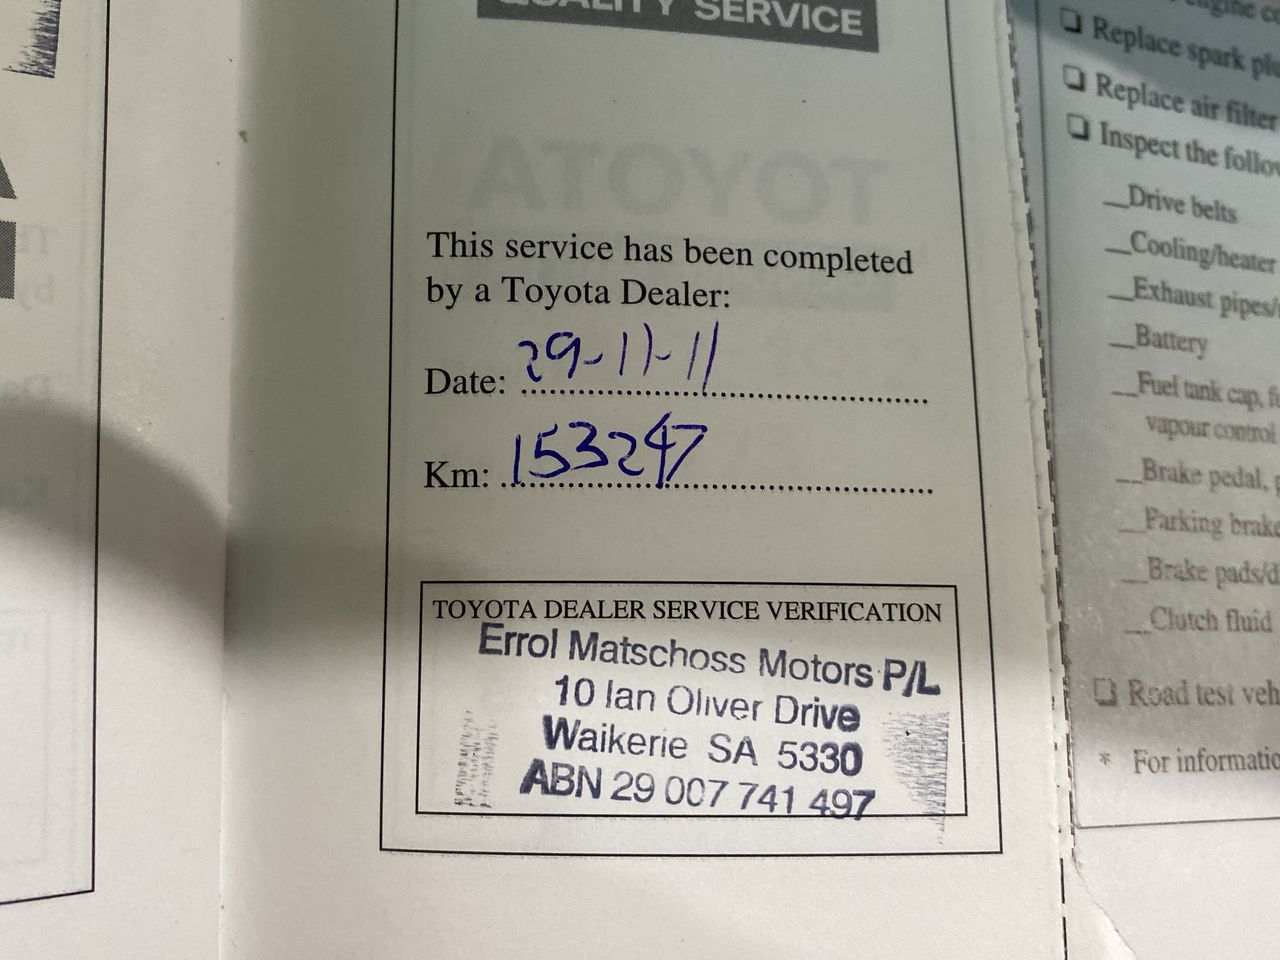 QUALITY SERVICE
TOYOTA
This service has been completed
by a Toyota Dealer:
Date: 29-11-11
Km: 153247
TOYOTA DEALER SERVICE VERIFICATION
Errol Matschoss Motors P/L
10 Ian Oliver Drive
Waikerie SA 5330
ABN 29 007 741 497
engine
Replace spark
Replace air filter
Inspect the
Drive belts
Cooling/heater
Exhaust pipes/
Battery
Fuel tank cap,
vapour control
Brake pedal,
Parking brake
Brake pads/
Clutch fluid
Road test
* For